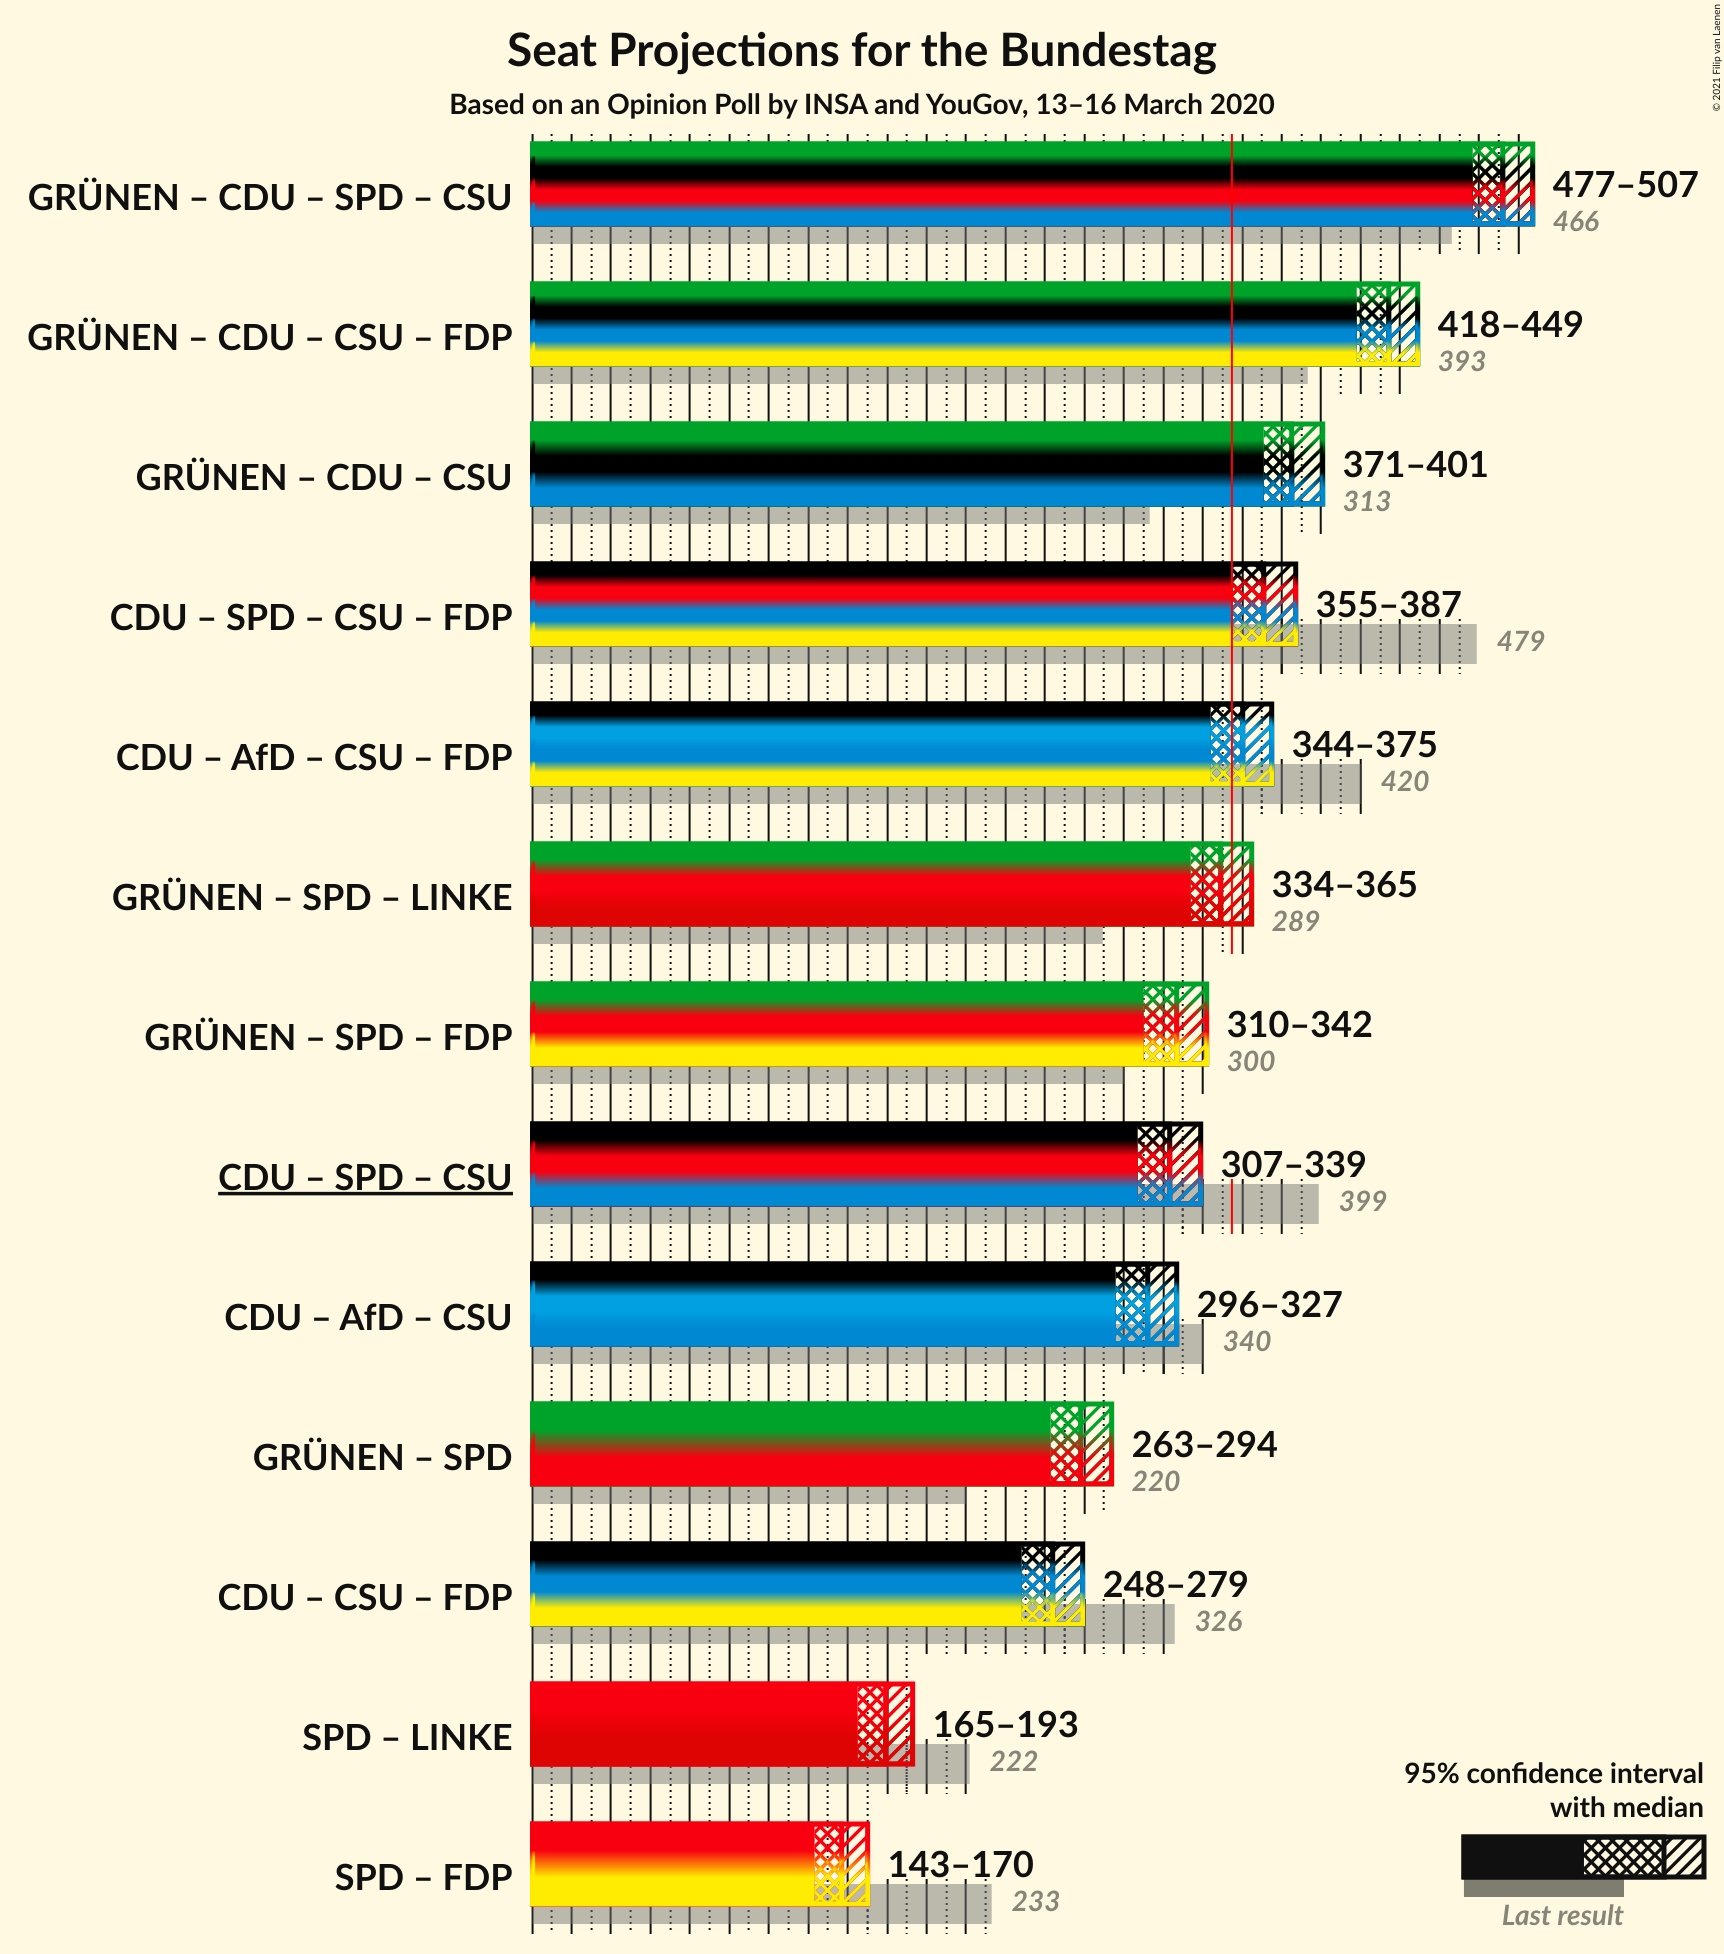 Seat Projections for the Bundestag
Based on an Opinion Poll by INSA and YouGov, 13–16 March 2020
© 2021 Filip van Laenen
GRÜNEN – CDU – SPD – CSU
477–507
466
GRÜNEN – CDU – CSU – FDP
418–449
393
GRÜNEN – CDU – CSU
371–401
313
CDU – SPD – CSU – FDP
355–387
479
CDU – AfD – CSU – FDP
344–375
420
GRÜNEN – SPD – LINKE
334–365
289
GRÜNEN – SPD – FDP
310–342
300
CDU – SPD – CSU
307–339
399
CDU – AfD – CSU
296–327
340
GRÜNEN – SPD
263–294
220
CDU – CSU – FDP
248–279
326
SPD – LINKE
165–193
222
SPD – FDP
143–170
233
95% confidence interval
with median
Last result